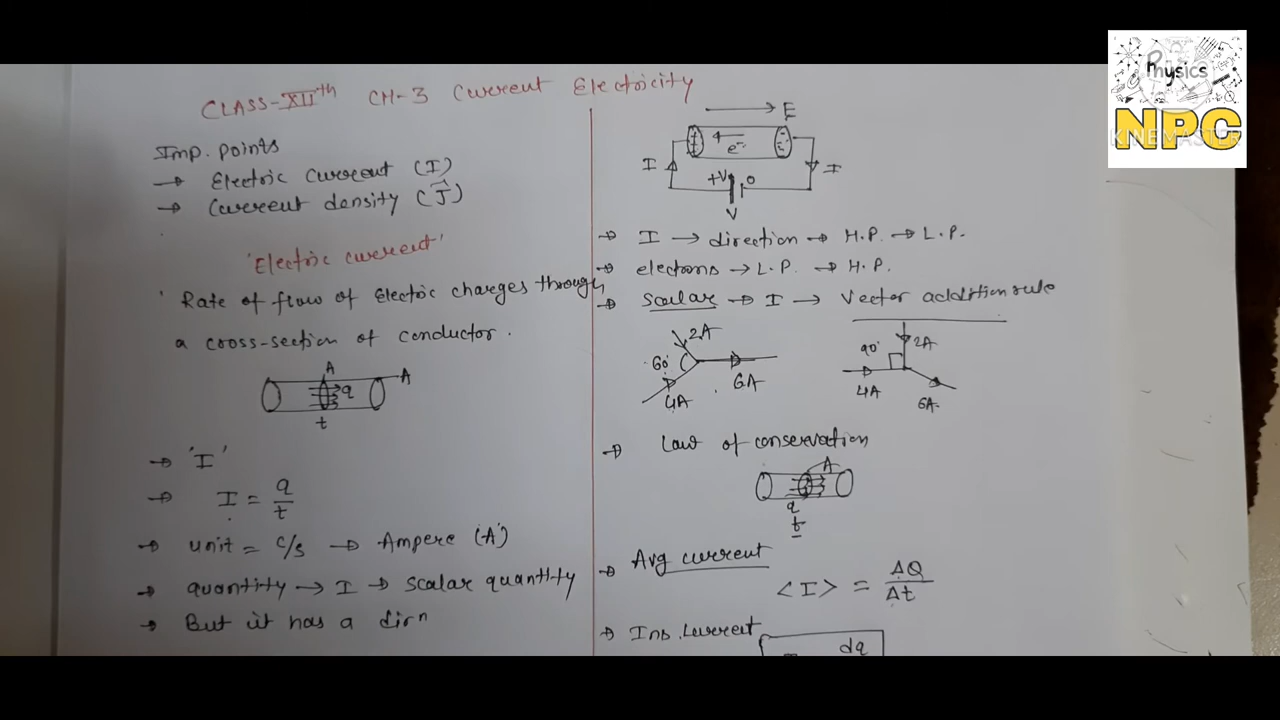 CLASS-XIIth CH-3 Current Electricity
Imp. points
→ Electric current (I)
→ Current density (J⃗)
'Electric current'
' Rate of flow of Electric charges through
a cross-section of conductor.
A
A
q
t
→ 'I'
→ I = q/t
→ unit = c/s → Ampere (A)
→ quantity → I → scalar quantity
→ But it has a dirn
E
e-
I
I
+V
0
V
→ I → direction → H.P. → L.P.
→ electrons → L.P. → H.P.
→ scalar → I → Vector addition rule
2A
60°
6A
4A
2A
90°
4A
6A
→ Law of conservation
A
q
t
→ Avg current
<I> = ΔQ/Δt
→ Ins. current
dq
Physics
NPC
KINEMASTER